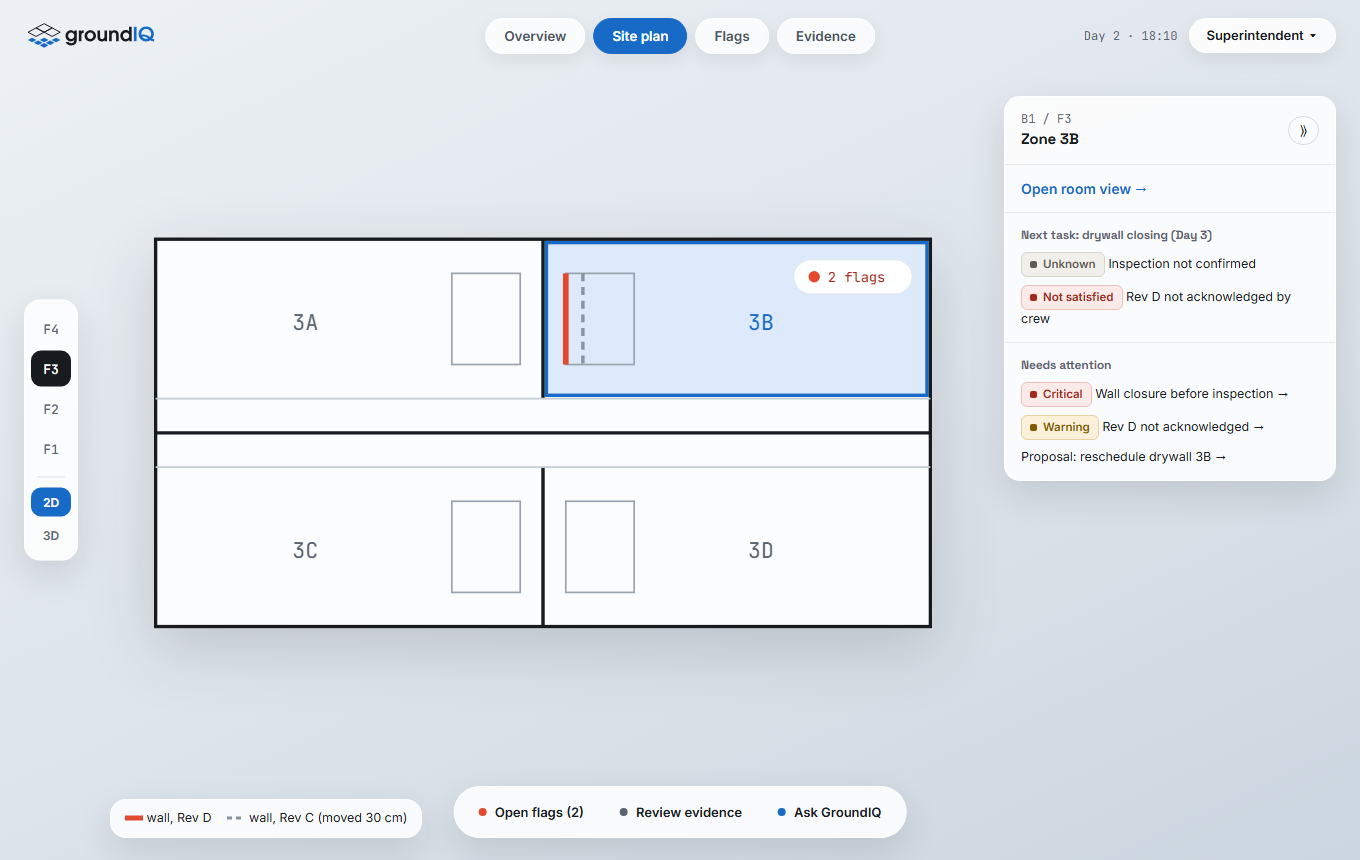 groundIQ
Overview
Site plan
Flags
Evidence
Day 2 · 18:10
Superintendent
B1 / F3
Zone 3B
Open room view →
Next task: drywall closing (Day 3)
Unknown Inspection not confirmed
Not satisfied Rev D not acknowledged by
crew
Needs attention
Critical Wall closure before inspection →
Warning Rev D not acknowledged →
Proposal: reschedule drywall 3B →
F4
F3
F2
F1
2D
3D
3A
3B
2 flags
3C
3D
wall, Rev D
wall, Rev C (moved 30 cm)
Open flags (2)
Review evidence
Ask GroundIQ